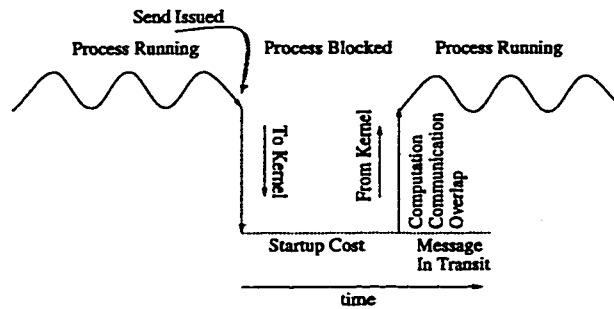 Send Issued
Process Running
Process Blocked
Process Running
To Kernel
From Kernel
Computation
Communication
Overlap
Startup Cost
Message
In Transit
time